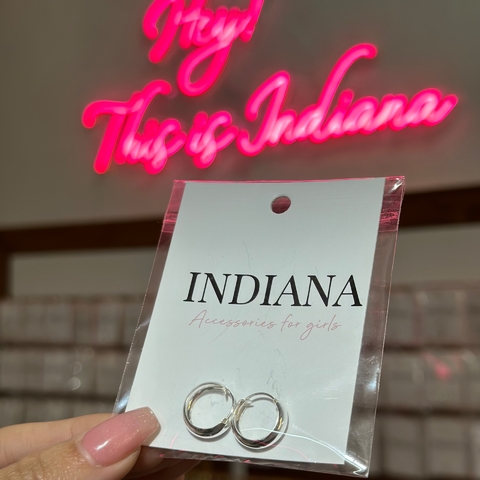 Hey!
This is Indiana
INDIANA
Accessories for girls